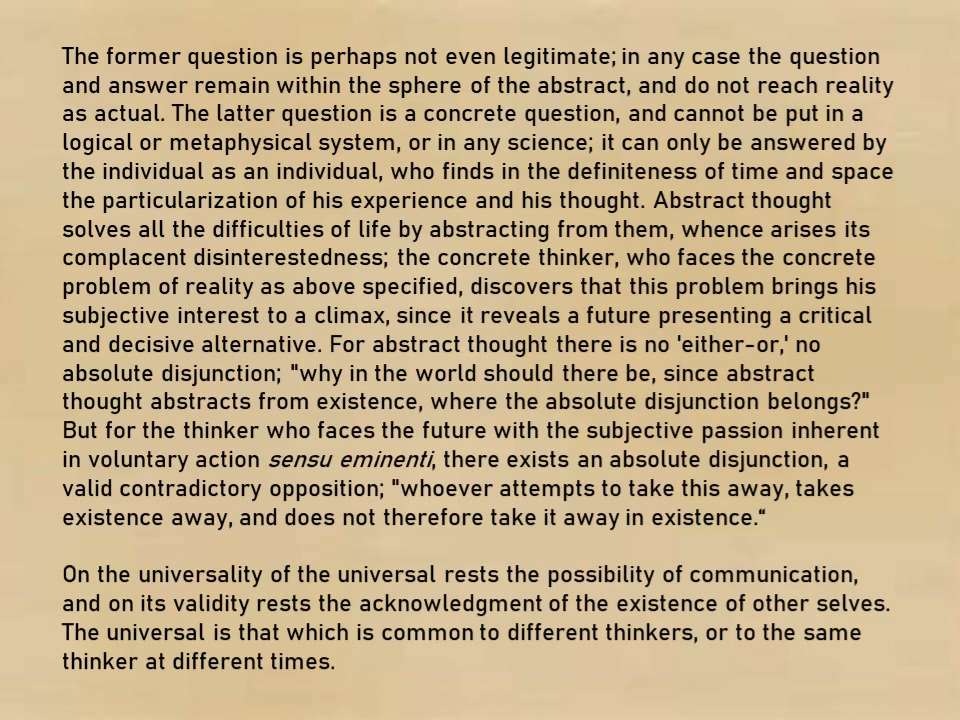 The former question is perhaps not even legitimate; in any case the question
and answer remain within the sphere of the abstract, and do not reach reality
as actual. The latter question is a concrete question, and cannot be put in a
logical or metaphysical system, or in any science; it can only be answered by
the individual as an individual, who finds in the definiteness of time and space
the particularization of his experience and his thought. Abstract thought
solves all the difficulties of life by abstracting from them, whence arises its
complacent disinterestedness; the concrete thinker, who faces the concrete
problem of reality as above specified, discovers that this problem brings his
subjective interest to a climax, since it reveals a future presenting a critical
and decisive alternative. For abstract thought there is no 'either-or,' no
absolute disjunction; "why in the world should there be, since abstract
thought abstracts from existence, where the absolute disjunction belongs?"
But for the thinker who faces the future with the subjective passion inherent
in voluntary action sensu eminenti, there exists an absolute disjunction, a
valid contradictory opposition; "whoever attempts to take this away, takes
existence away, and does not therefore take it away in existence.“
On the universality of the universal rests the possibility of communication,
and on its validity rests the acknowledgment of the existence of other selves.
The universal is that which is common to different thinkers, or to the same
thinker at different times.